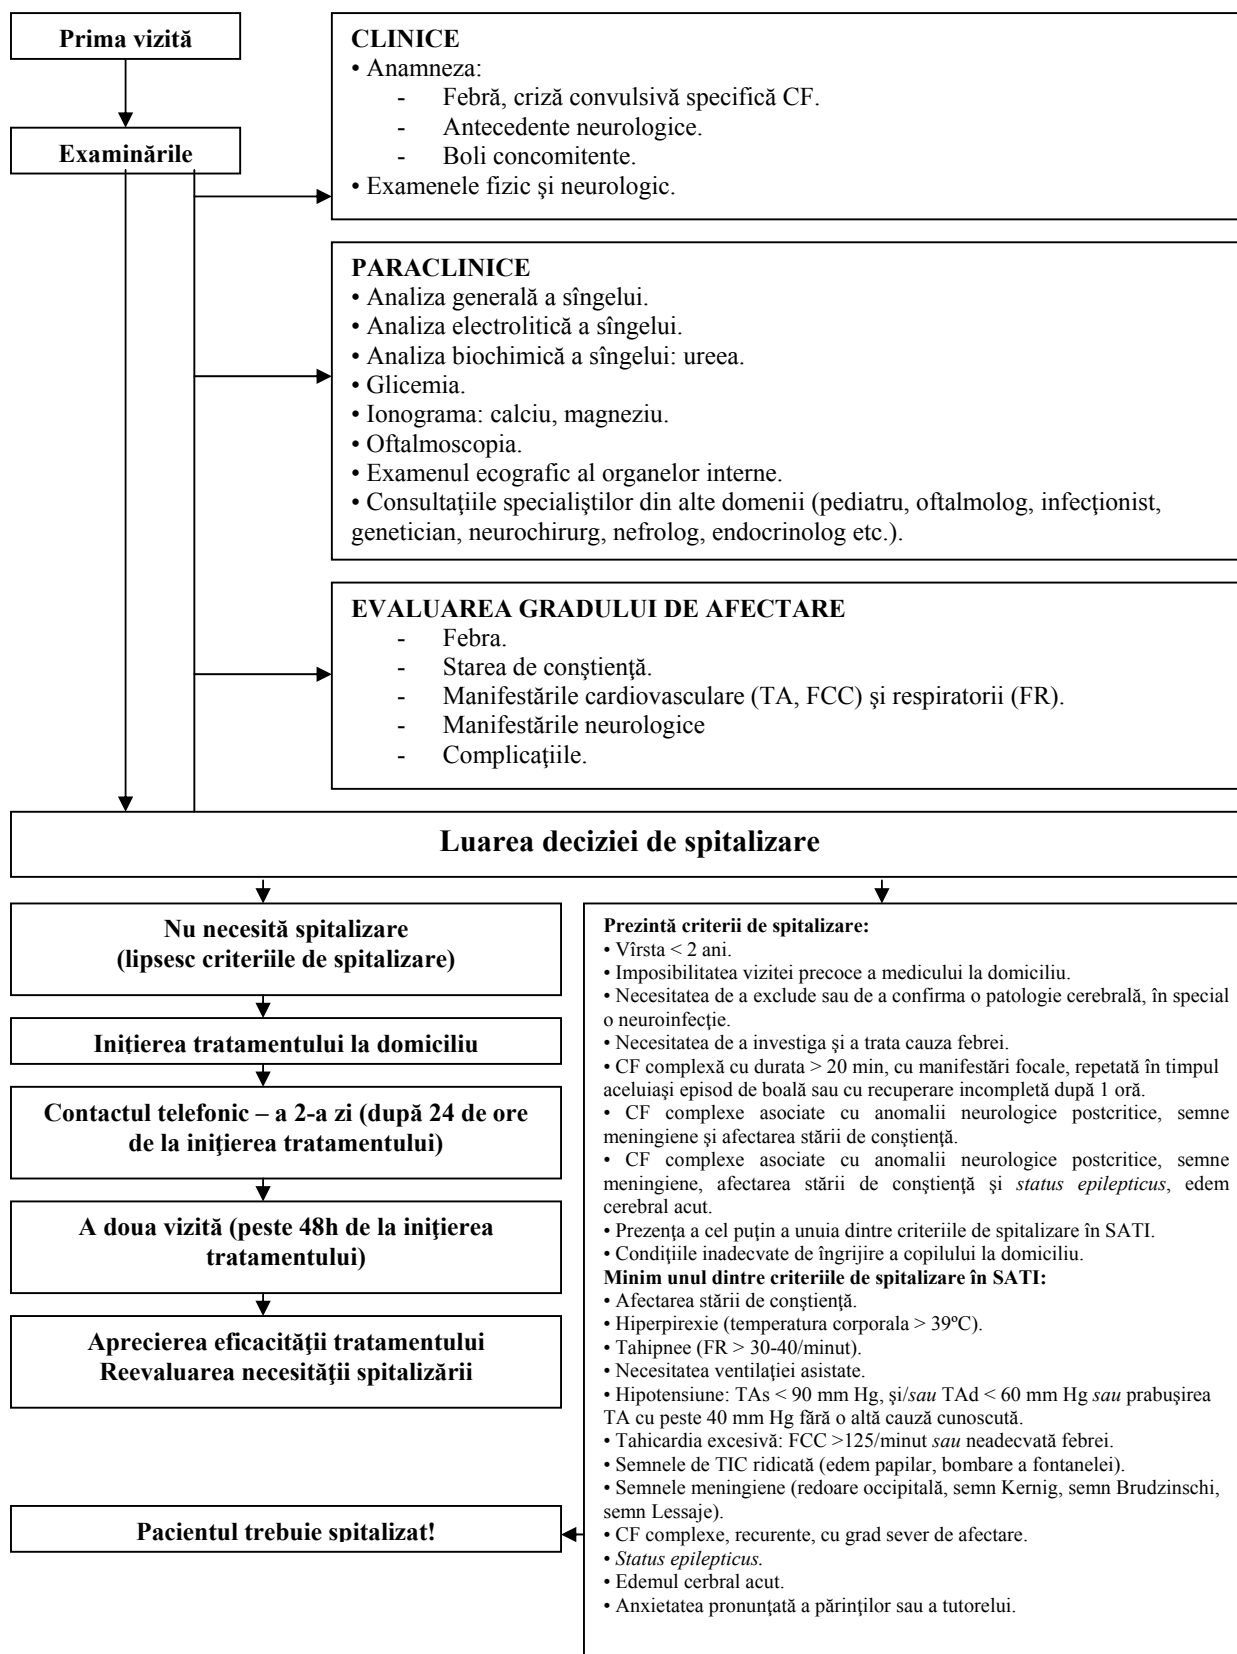 Prima vizită
Examinările
CLINICE
• Anamneza:
- Febră, criză convulsivă specifică CF.
- Antecedente neurologice.
- Boli concomitente.
• Examenele fizic şi neurologic.
PARACLINICE
• Analiza generală a sîngelui.
• Analiza electrolitică a sîngelui.
• Analiza biochimică a sîngelui: ureea.
• Glicemia.
• Ionograma: calciu, magneziu.
• Oftalmoscopia.
• Examenul ecografic al organelor interne.
• Consultaţiile specialiştilor din alte domenii (pediatru, oftalmolog, infecţionist,
genetician, neurochirurg, nefrolog, endocrinolog etc.).
EVALUAREA GRADULUI DE AFECTARE
- Febra.
- Starea de conştienţă.
- Manifestările cardiovasculare (TA, FCC) şi respiratorii (FR).
- Manifestările neurologice
- Complicaţiile.
Luarea deciziei de spitalizare
Nu necesită spitalizare
(lipsesc criteriile de spitalizare)
Iniţierea tratamentului la domiciliu
Contactul telefonic – a 2-a zi (după 24 de ore
de la iniţierea tratamentului)
A doua vizită (peste 48h de la iniţierea
tratamentului)
Aprecierea eficacităţii tratamentului
Reevaluarea necesităţii spitalizării
Pacientul trebuie spitalizat!
Prezintă criterii de spitalizare:
• Vîrsta < 2 ani.
• Imposibilitatea vizitei precoce a medicului la domiciliu.
• Necesitatea de a exclude sau de a confirma o patologie cerebrală, în special
o neuroinfecţie.
• Necesitatea de a investiga şi a trata cauza febrei.
• CF complexă cu durata > 20 min, cu manifestări focale, repetată în timpul
aceluiaşi episod de boală sau cu recuperare incompletă după 1 oră.
• CF complexe asociate cu anomalii neurologice postcritice, semne
meningiene şi afectarea stării de conştienţă.
• CF complexe asociate cu anomalii neurologice postcritice, semne
meningiene, afectarea stării de conştienţă şi status epilepticus, edem
cerebral acut.
• Prezenţa a cel puţin a unuia dintre criteriile de spitalizare în SATI.
• Condiţiile inadecvate de îngrijire a copilului la domiciliu.
Minim unul dintre criteriile de spitalizare în SATI:
• Afectarea stării de conştienţă.
• Hiperpirexie (temperatura corporala > 39ºC).
• Tahipnee (FR > 30-40/minut).
• Necesitatea ventilaţiei asistate.
• Hipotensiune: TAs < 90 mm Hg, şi/sau TAd < 60 mm Hg sau prabuşirea
TA cu peste 40 mm Hg fără o altă cauză cunoscută.
• Tahicardia excesivă: FCC >125/minut sau neadecvată febrei.
• Semnele de TIC ridicată (edem papilar, bombare a fontanelei).
• Semnele meningiene (redoare occipitală, semn Kernig, semn Brudzinschi,
semn Lessaje).
• CF complexe, recurente, cu grad sever de afectare.
• Status epilepticus.
• Edemul cerbral acut.
• Anxietatea pronunţată a părinţilor sau a tutorelui.